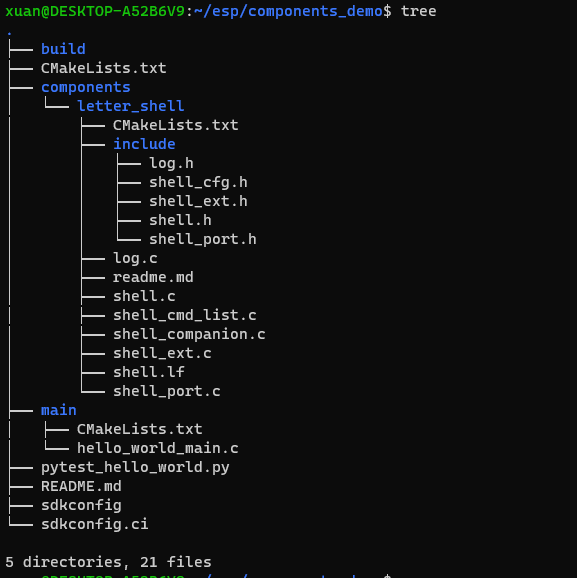 xuan@DESKTOP-A52B6V9:~/esp/components_demo$ tree
.
├── build
├── CMakeLists.txt
├── components
│   └── letter_shell
│       ├── CMakeLists.txt
│       ├── include
│       │   ├── log.h
│       │   ├── shell_cfg.h
│       │   ├── shell_ext.h
│       │   ├── shell.h
│       │   └── shell_port.h
│       ├── log.c
│       ├── readme.md
│       ├── shell.c
│       ├── shell_cmd_list.c
│       ├── shell_companion.c
│       ├── shell_ext.c
│       ├── shell.lf
│       └── shell_port.c
├── main
│   ├── CMakeLists.txt
│   └── hello_world_main.c
├── pytest_hello_world.py
├── README.md
├── sdkconfig
└── sdkconfig.ci
5 directories, 21 files